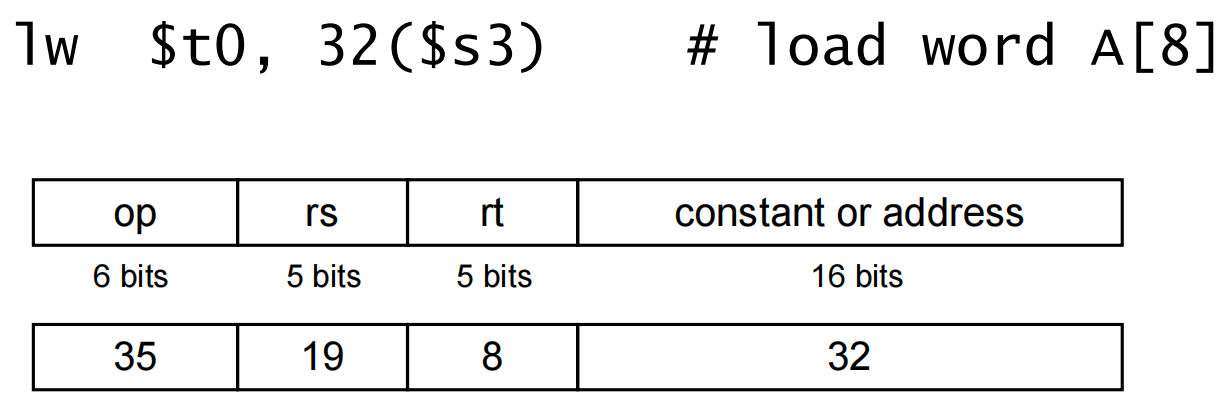 lw $t0, 32($s3) # load word A[8]
op rs rt constant or address
6 bits 5 bits 5 bits 16 bits
35 19 8 32